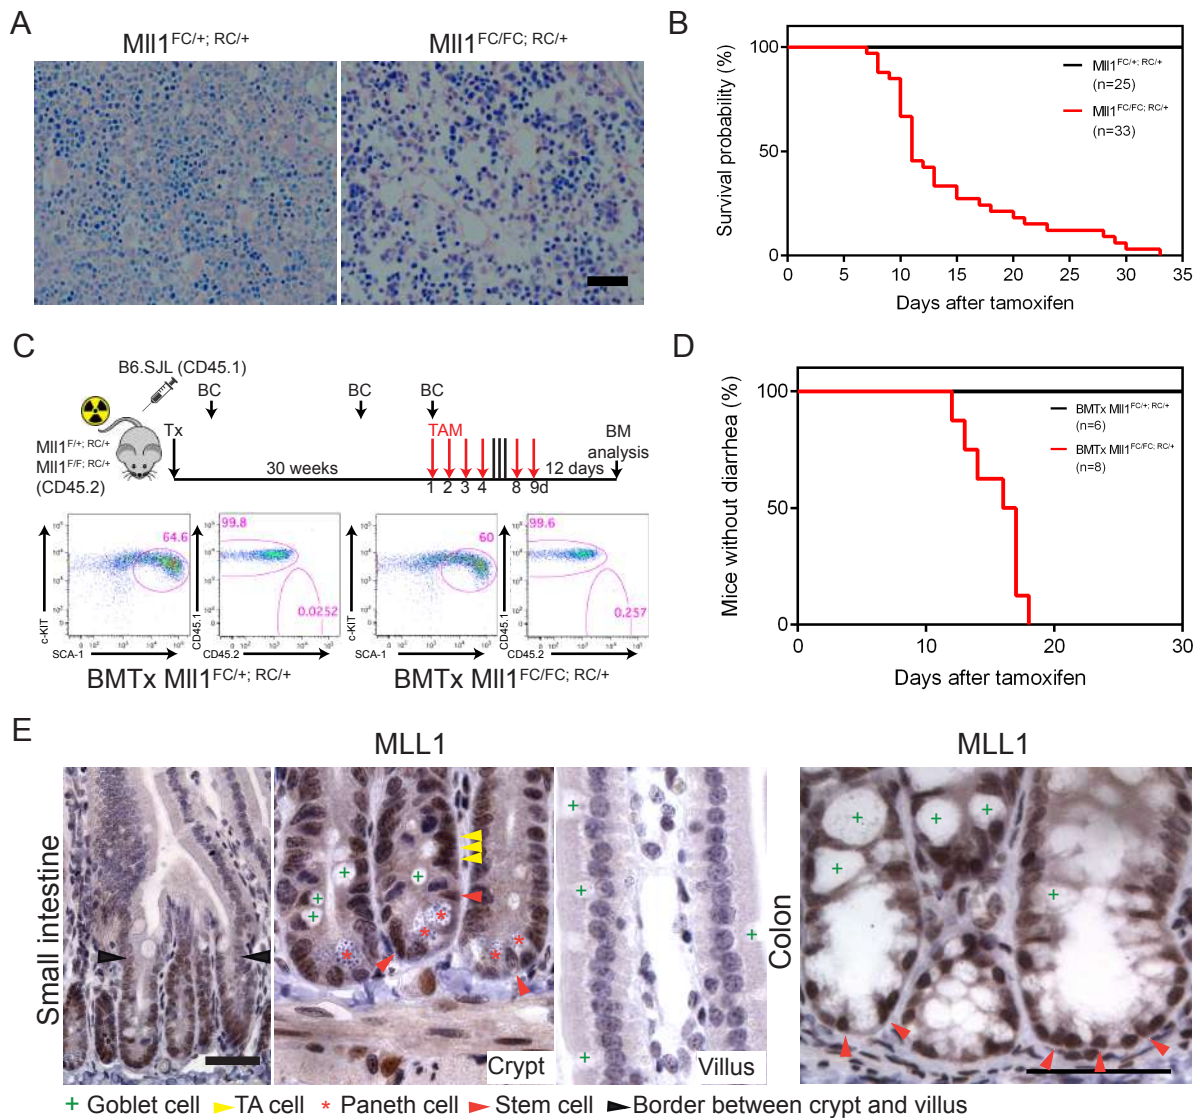 A
Mll1FC/+; RC/+
Mll1FC/FC; RC/+
B
Survival probability (%)
100
50
0
Mll1FC/+; RC/+
(n=25)
Mll1FC/FC; RC/+
(n=33)
0 5 10 15 20 25 30 35
Days after tamoxifen
C
B6.SJL (CD45.1)
BC BC BC
Tx
TAM
BM
analysis
Mll1F/+; RC/+
Mll1F/F; RC/+
(CD45.2)
30 weeks
12 days
1 2 3 4 8 9d
64.6
99.8
0.0252
60
99.6
0.257
c-KIT
SCA-1
CD45.1
CD45.2
c-KIT
SCA-1
CD45.1
CD45.2
BMTx Mll1FC/+; RC/+
BMTx Mll1FC/FC; RC/+
D
Mice without diarrhea (%)
100
50
0
BMTx Mll1FC/+; RC/+
(n=6)
BMTx Mll1FC/FC; RC/+
(n=8)
0 10 20 30
Days after tamoxifen
E
MLL1
MLL1
Small intestine
Crypt
Villus
Colon
+ Goblet cell TA cell * Paneth cell Stem cell Border between crypt and villus